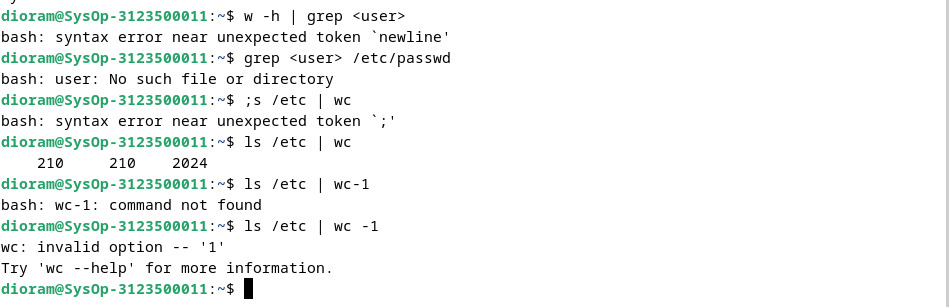 dioram@SysOp-3123500011:~$ w -h | grep <user>
bash: syntax error near unexpected token `newline'
dioram@SysOp-3123500011:~$ grep <user> /etc/passwd
bash: user: No such file or directory
dioram@SysOp-3123500011:~$ ;s /etc | wc
bash: syntax error near unexpected token `;'
dioram@SysOp-3123500011:~$ ls /etc | wc
    210     210    2024
dioram@SysOp-3123500011:~$ ls /etc | wc-1
bash: wc-1: command not found
dioram@SysOp-3123500011:~$ ls /etc | wc -1
wc: invalid option -- '1'
Try 'wc --help' for more information.
dioram@SysOp-3123500011:~$